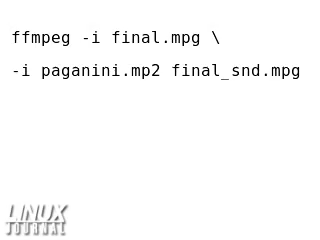 ffmpeg -i final.mpg \
-i paganini.mp2 final_snd.mpg
LINUX
JOURNAL